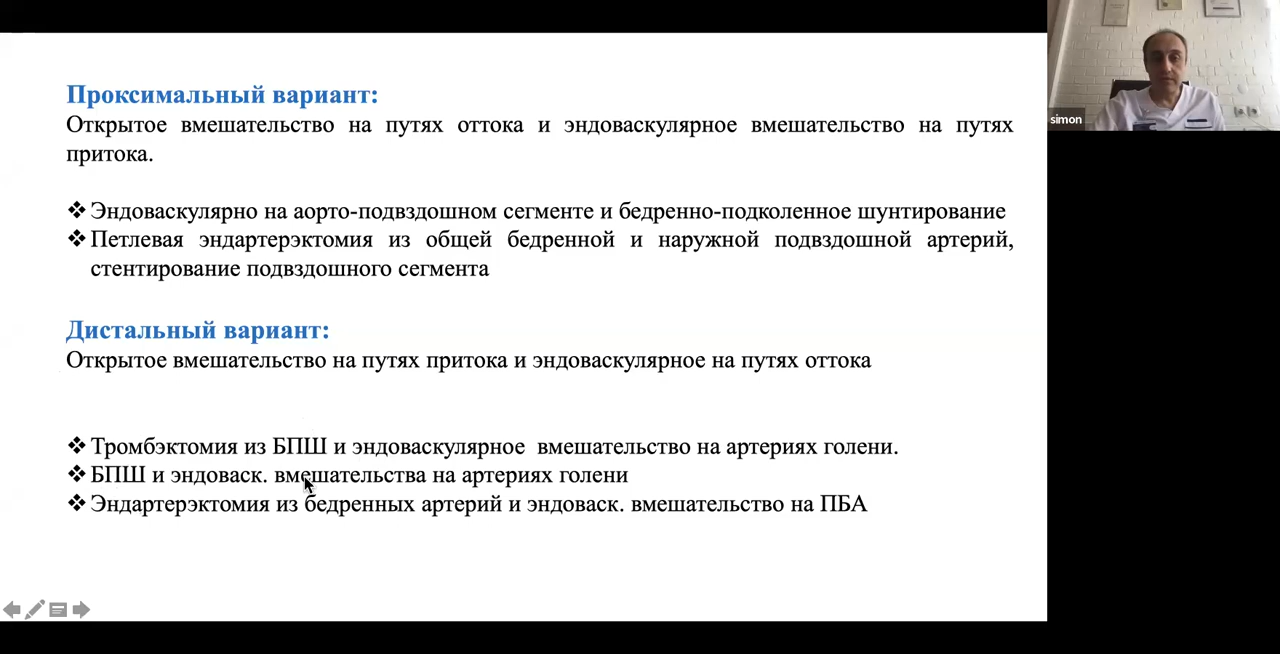 Проксимальный вариант:
Открытое вмешательство на путях оттока и эндоваскулярное вмешательство на путях
притока.
❖ Эндоваскулярно на аорто-подвздошном сегменте и бедренно-подколенное шунтирование
❖ Петлевая эндартерэктомия из общей бедренной и наружной подвздошной артерий,
стентирование подвздошного сегмента
Дистальный вариант:
Открытое вмешательство на путях притока и эндоваскулярное на путях оттока
❖ Тромбэктомия из БПШ и эндоваскулярное вмешательство на артериях голени.
❖ БПШ и эндоваск. вмешательства на артериях голени
❖ Эндартерэктомия из бедренных артерий и эндоваск. вмешательство на ПБА
simon